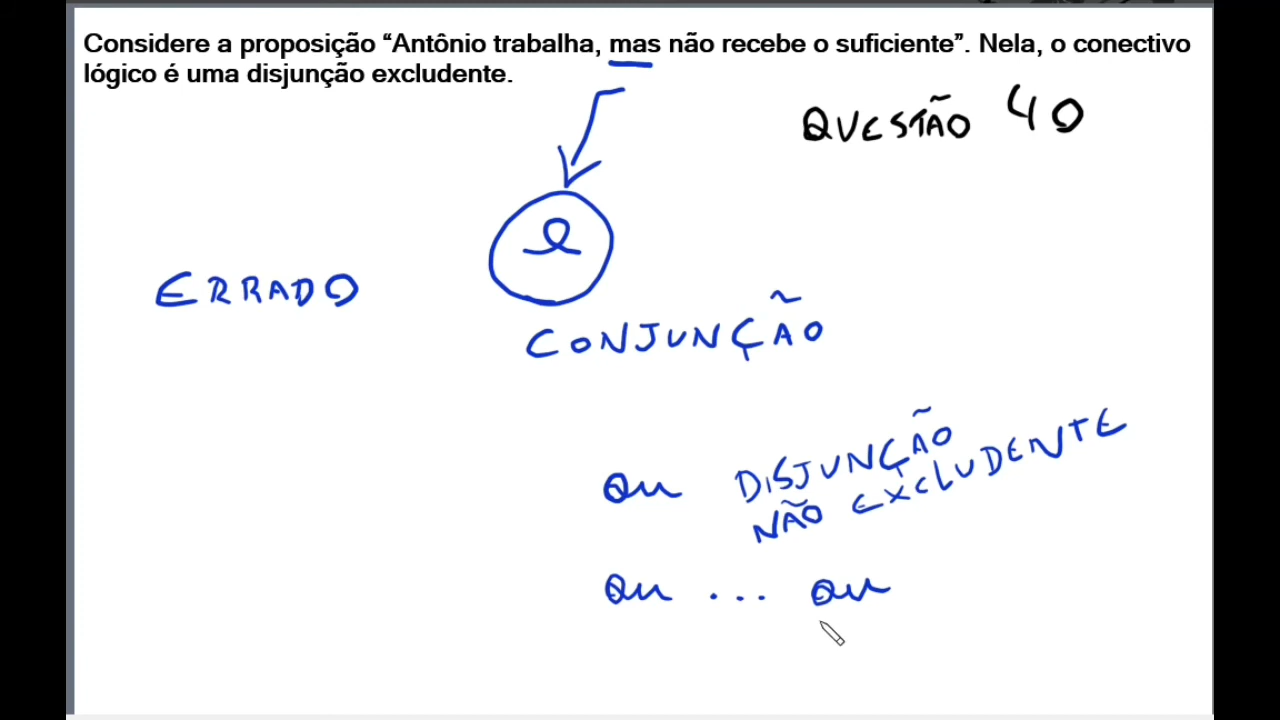 Considere a proposição “Antônio trabalha, mas não recebe o suficiente”. Nela, o conectivo
lógico é uma disjunção excludente.
QUESTÃO 40
e
ERRADO
CONJUNÇÃO
ou DISJUNÇÃO
NÃO EXCLUDENTE
ou ... ou